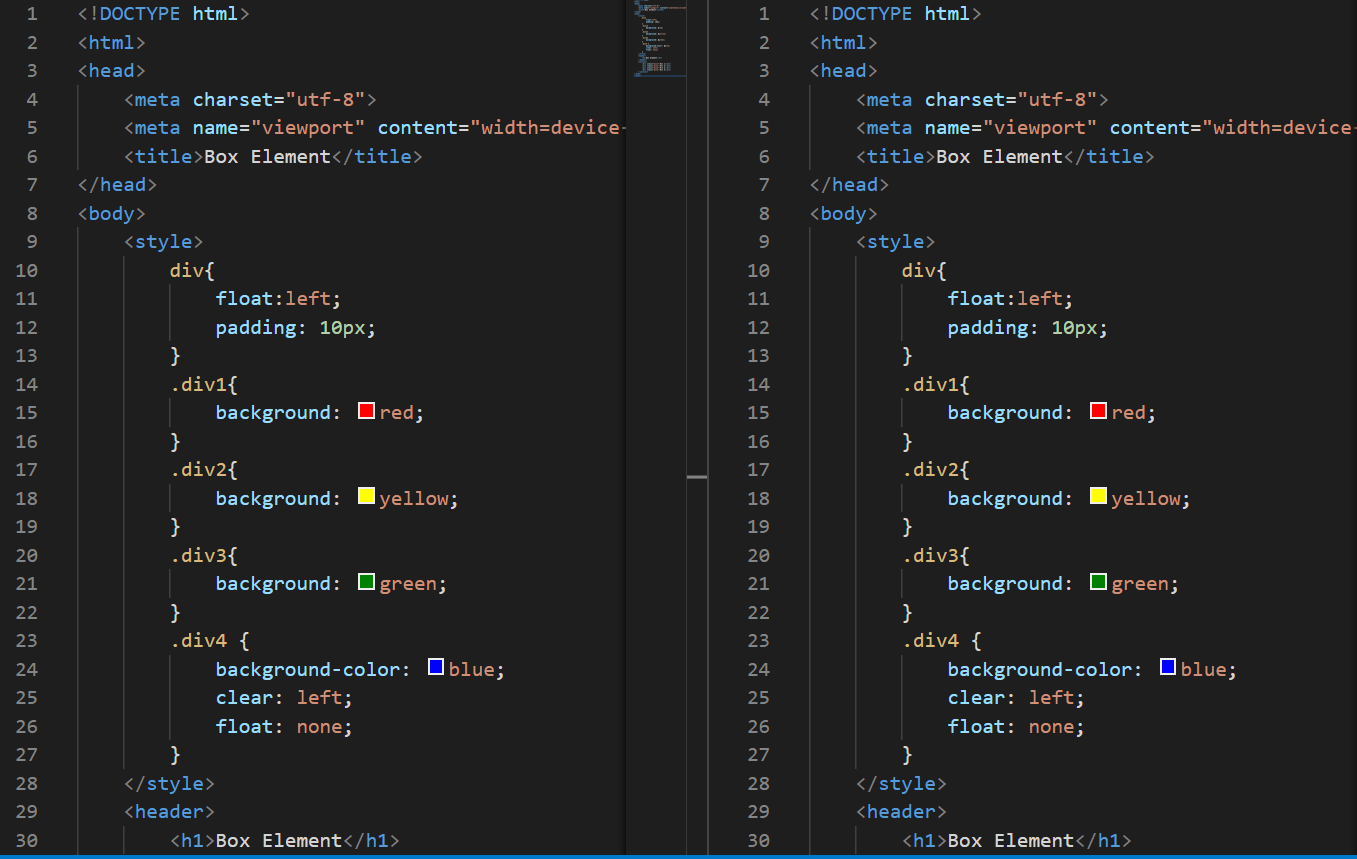 1 <!DOCTYPE html>
2 <html>
3 <head>
4     <meta charset="utf-8">
5     <meta name="viewport" content="width=device-
6     <title>Box Element</title>
7 </head>
8 <body>
9     <style>
10         div{
11             float:left;
12             padding: 10px;
13         }
14         .div1{
15             background: red;
16         }
17         .div2{
18             background: yellow;
19         }
20         .div3{
21             background: green;
22         }
23         .div4 {
24             background-color: blue;
25             clear: left;
26             float: none;
27         }
28     </style>
29     <header>
30         <h1>Box Element</h1>
1 <!DOCTYPE html>
2 <html>
3 <head>
4     <meta charset="utf-8">
5     <meta name="viewport" content="width=device-
6     <title>Box Element</title>
7 </head>
8 <body>
9     <style>
10         div{
11             float:left;
12             padding: 10px;
13         }
14         .div1{
15             background: red;
16         }
17         .div2{
18             background: yellow;
19         }
20         .div3{
21             background: green;
22         }
23         .div4 {
24             background-color: blue;
25             clear: left;
26             float: none;
27         }
28     </style>
29     <header>
30         <h1>Box Element</h1>